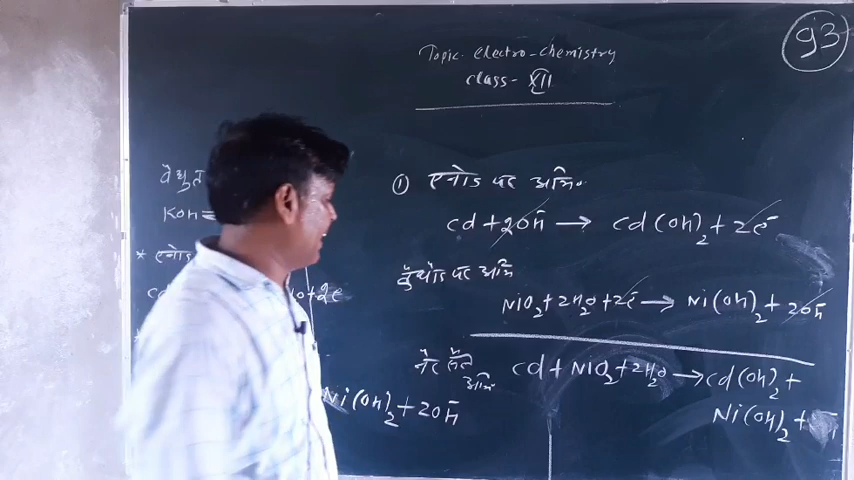 93
Topic. Electro-chemistry
class- XII
वैद्युत
KOH=
* एनोड
+2e
Ni(OH)₂+2OH̄
① एनोड पर अभि॰
Cd+2OH̄ → Cd(OH)₂+2ē
कैथोड पर अभि
NiO₂+2H₂O+2ē → Ni(OH)₂+2OH̄
नेट सेल
अभि॰ Cd+NiO₂+2H₂O → Cd(OH)₂+
Ni(OH)₂+